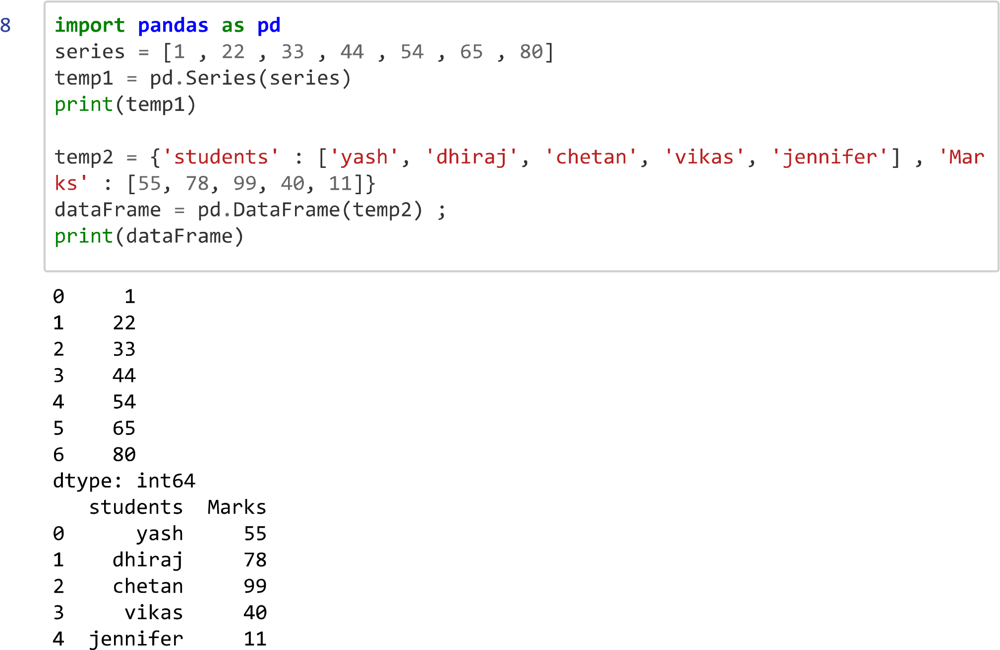 8
import pandas as pd
series = [1 , 22 , 33 , 44 , 54 , 65 , 80]
temp1 = pd.Series(series)
print(temp1)
temp2 = {'students' : ['yash', 'dhiraj', 'chetan', 'vikas', 'jennifer'] , 'Mar
ks' : [55, 78, 99, 40, 11]}
dataFrame = pd.DataFrame(temp2) ;
print(dataFrame)
0     1
1    22
2    33
3    44
4    54
5    65
6    80
dtype: int64
   students  Marks
0      yash     55
1    dhiraj     78
2    chetan     99
3     vikas     40
4  jennifer     11